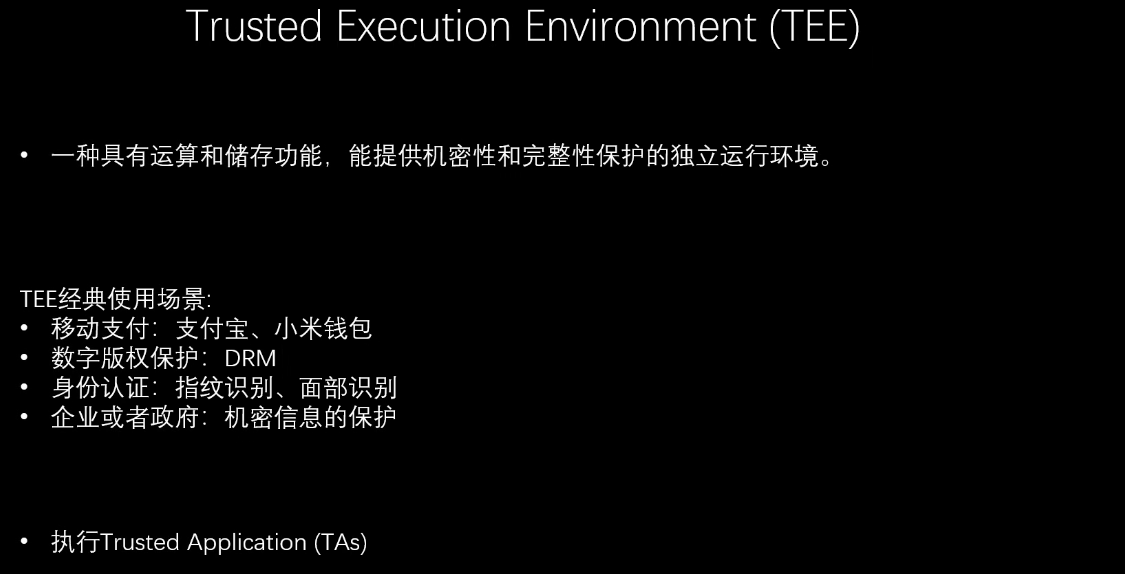 Trusted Execution Environment (TEE)
• 一种具有运算和储存功能，能提供机密性和完整性保护的独立运行环境。
TEE经典使用场景:
• 移动支付：支付宝、小米钱包
• 数字版权保护：DRM
• 身份认证：指纹识别、面部识别
• 企业或者政府：机密信息的保护
• 执行Trusted Application (TAs)